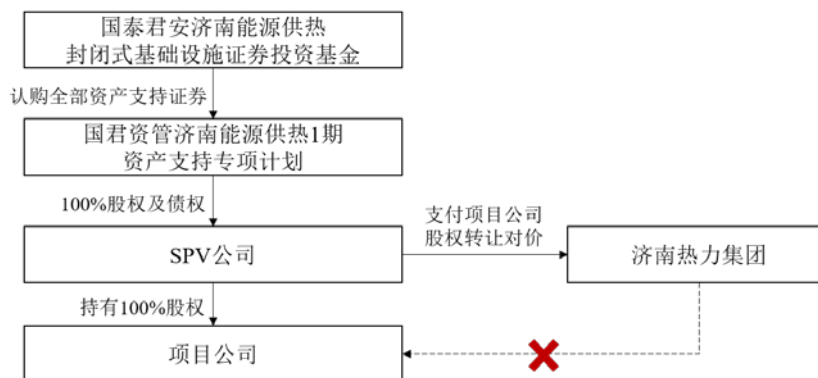 国泰君安济南能源供热
封闭式基础设施证券投资基金
认购全部资产支持证券
国君资管济南能源供热1期
资产支持专项计划
100%股权及债权
支付项目公司
股权转让对价
SPV公司
济南热力集团
持有100%股权
项目公司